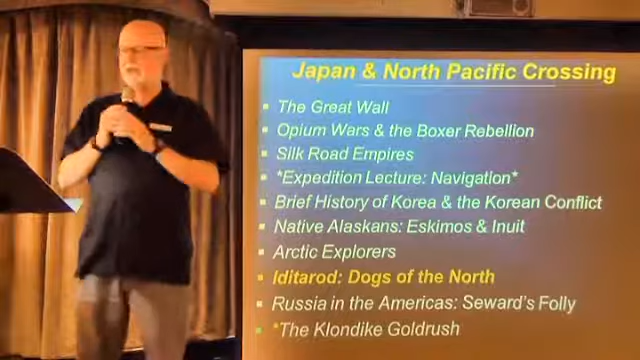 Japan & North Pacific Crossing
The Great Wall
Opium Wars & the Boxer Rebellion
Silk Road Empires
*Expedition Lecture: Navigation*
Brief History of Korea & the Korean Conflict
Native Alaskans: Eskimos & Inuit
Arctic Explorers
Iditarod: Dogs of the North
Russia in the Americas: Seward's Folly
*The Klondike Goldrush